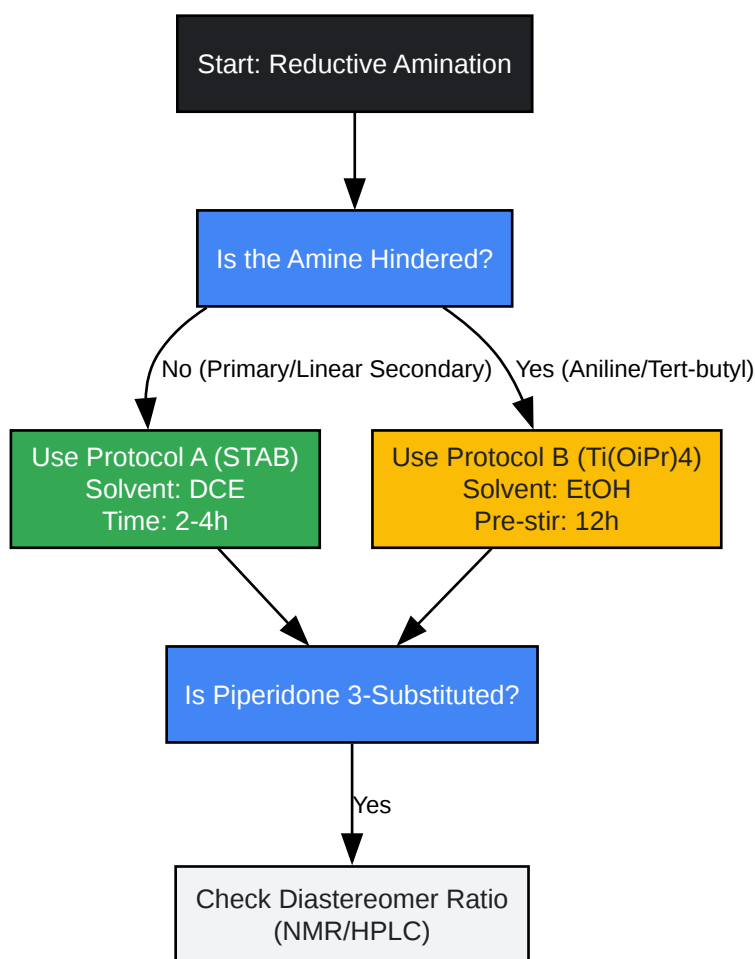 Start: Reductive Amination
Is the Amine Hindered?
No (Primary/Linear Secondary)
Yes (Aniline/Tert-butyl)
Use Protocol A (STAB)
Solvent: DCE
Time: 2-4h
Use Protocol B (Ti(OiPr)4)
Solvent: EtOH
Pre-stir: 12h
Is Piperidone 3-Substituted?
Yes
Check Diastereomer Ratio
(NMR/HPLC)